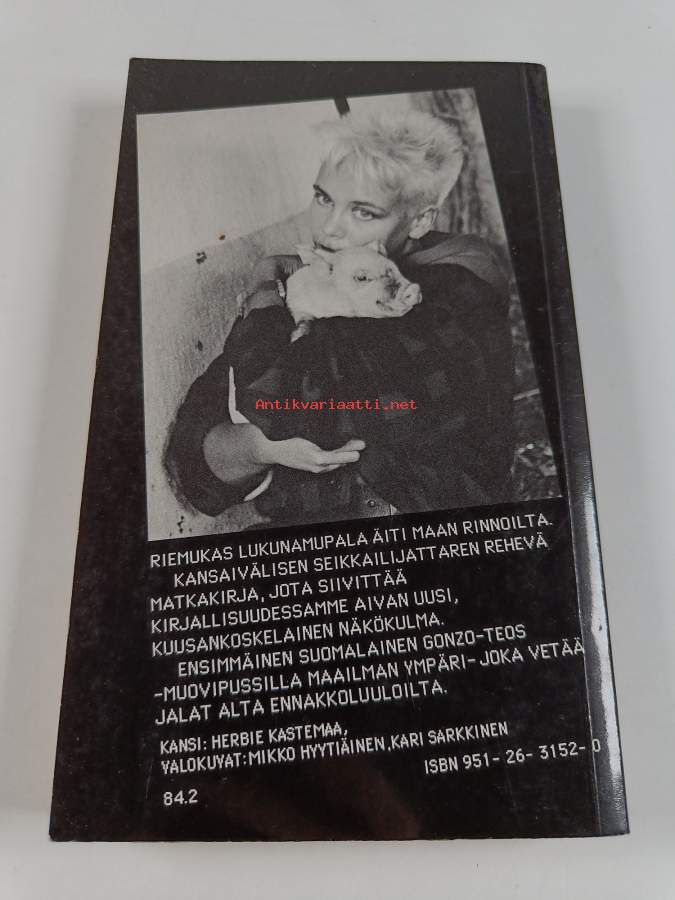 Antikvariaatti.net
RIEMUKAS LUKUNAMUPALA ÄITI MAAN RINNOILTA.
KANSAIVÄLISEN SEIKKAILIJATTAREN REHEVÄ
MATKAKIRJA, JOTA SIIVITTÄÄ
KIRJALLISUUDESSAMME AIVAN UUSI,
KUUSANKOSKELAINEN NÄKÖKULMA.
ENSIMMÄINEN SUOMALAINEN GONZO-TEOS
-MUOVIPUSSILLA MAAILMAN YMPÄRI- JOKA VETÄÄ
JALAT ALTA ENNAKKOLUULOILTA.
KANSI: HERBIE KASTEMAA,
VALOKUVAT: MIKKO HYYTIÄINEN, KARI SARKKINEN
ISBN 951- 26- 3152- 0
84.2